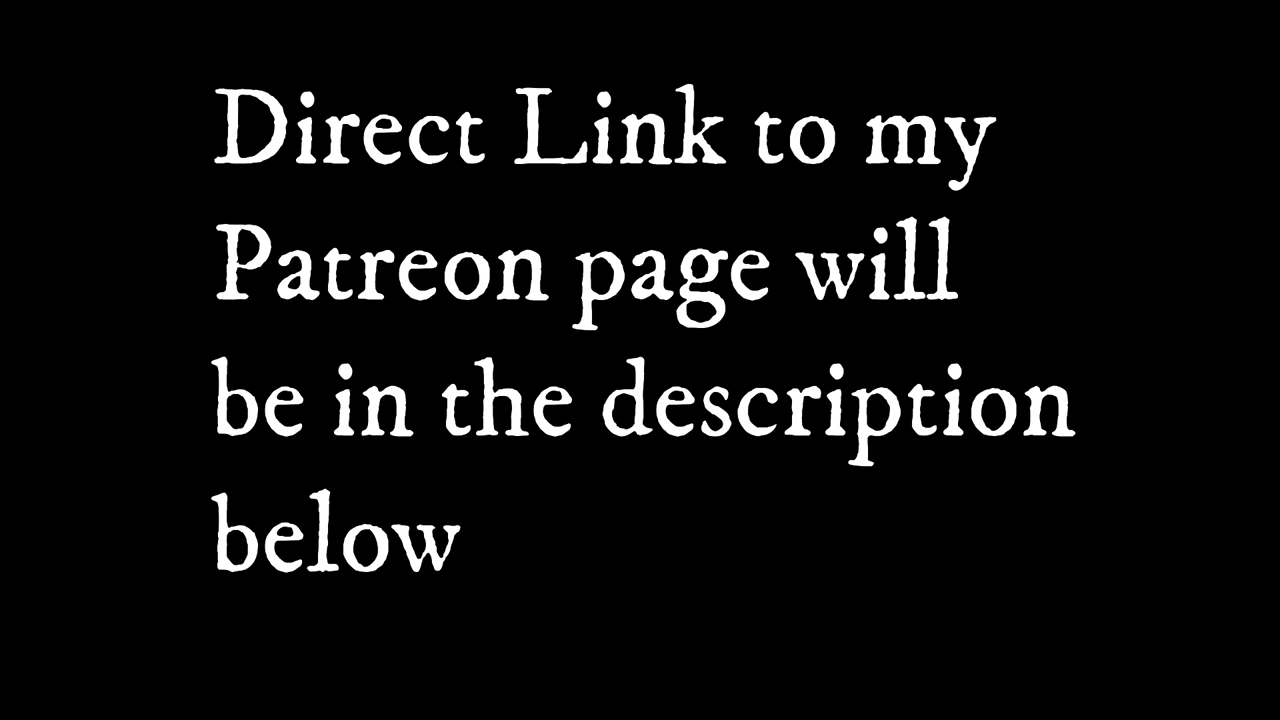 Direct Link to my
Patreon page will
be in the description
below